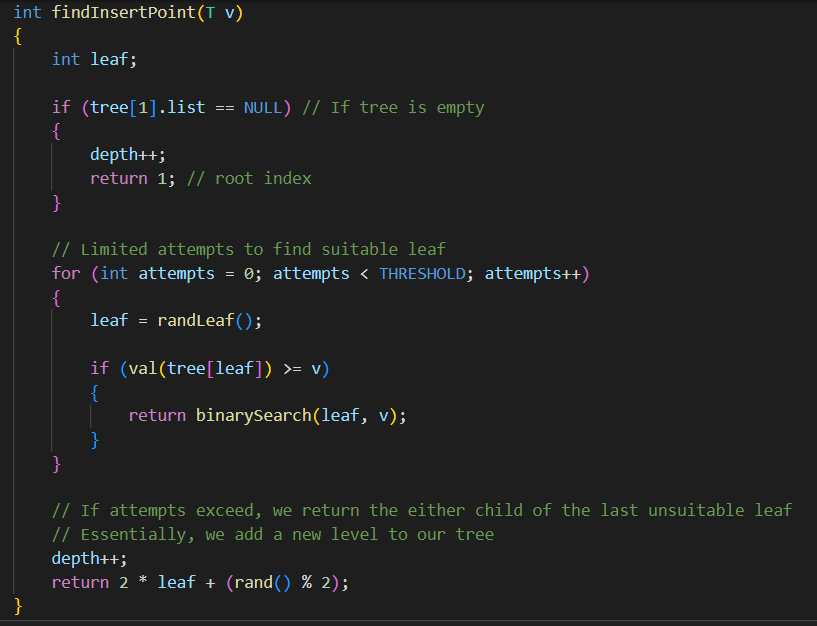 int findInsertPoint(T v)
{
    int leaf;

    if (tree[1].list == NULL) // If tree is empty
    {
        depth++;
        return 1; // root index
    }

    // Limited attempts to find suitable leaf
    for (int attempts = 0; attempts < THRESHOLD; attempts++)
    {
        leaf = randLeaf();

        if (val(tree[leaf]) >= v)
        {
            return binarySearch(leaf, v);
        }
    }

    // If attempts exceed, we return the either child of the last unsuitable leaf
    // Essentially, we add a new level to our tree
    depth++;
    return 2 * leaf + (rand() % 2);
}